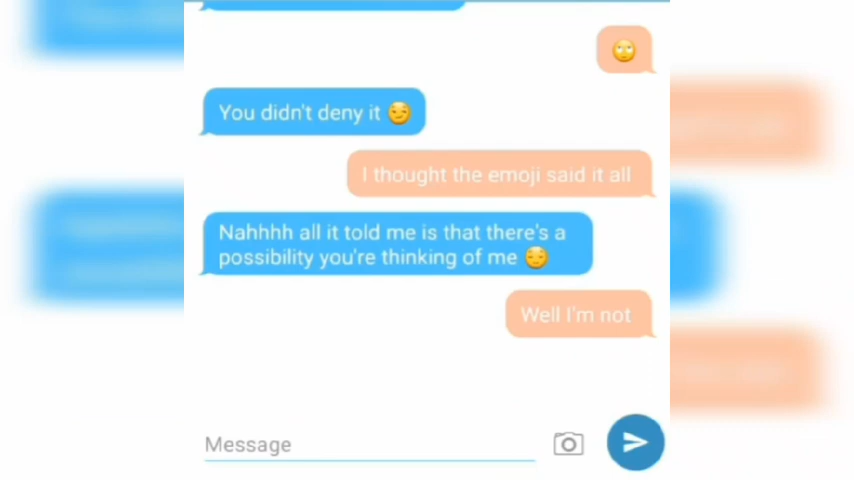 🙄
You didn't deny it 😏
I thought the emoji said it all
Nahhhh all it told me is that there's a
possibility you're thinking of me 😏
Well I'm not
Message